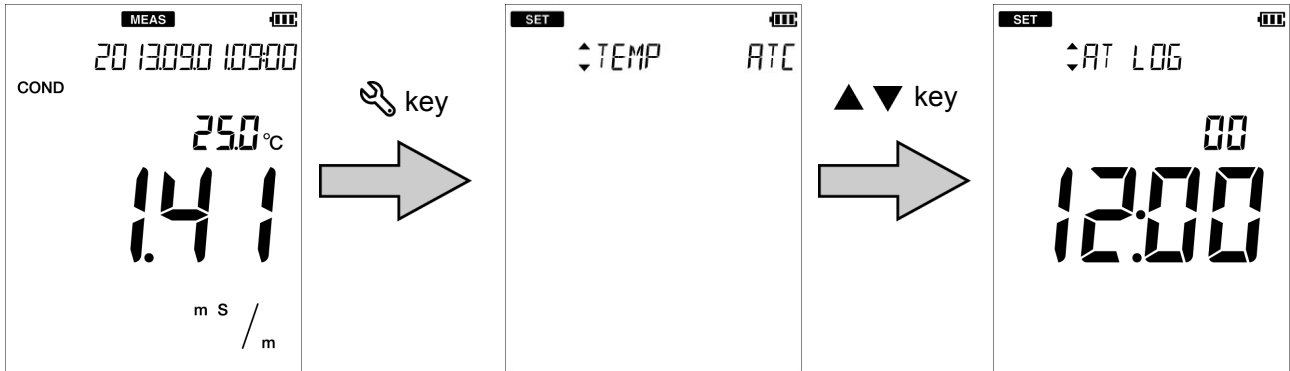 MEAS
2013.09.01.09:00
COND
25.0 °C
1.41
m S / m
key
SET
TEMP ATC
▲ ▼ key
SET
AT LOG
00
12:00